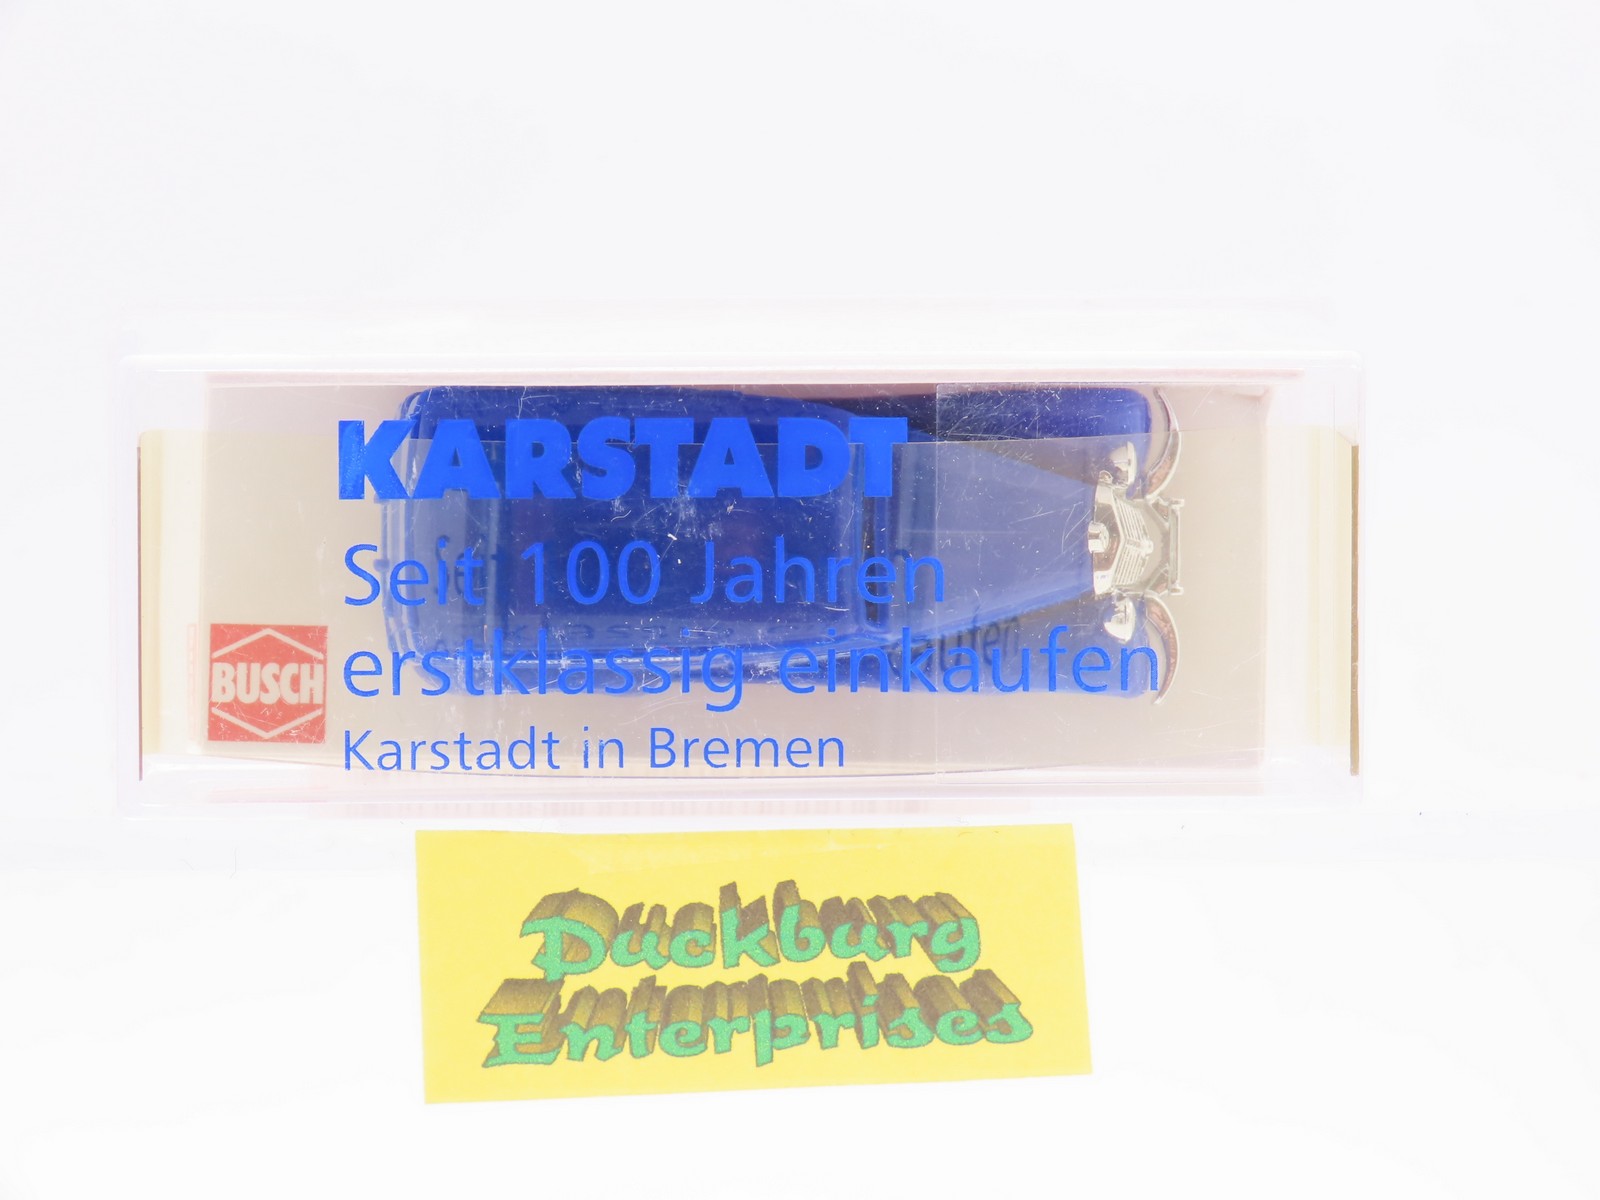 KARSTADT
Seit 100 Jahren
erstklassig einkaufen
Karstadt in Bremen
BUSCH
Duckburg
Enterprises